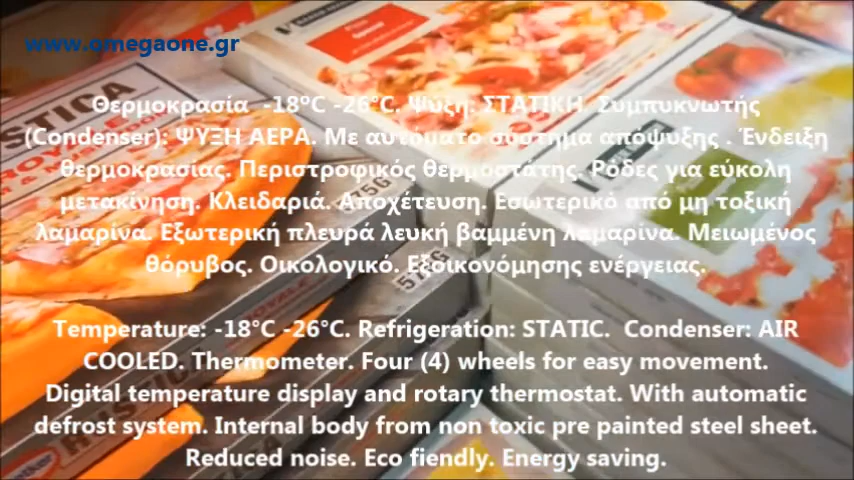 www.omegaone.gr
Θερμοκρασία -18°C -26°C. Ψύξη: ΣΤΑΤΙΚΗ. Συμπυκνωτής
(Condenser): ΨΥΞΗ ΑΕΡΑ. Με αυτόματο σύστημα απόψυξης . Ένδειξη
θερμοκρασίας. Περιστροφικός θερμοστάτης. Ρόδες για εύκολη
μετακίνηση. Κλειδαριά. Αποχέτευση. Εσωτερικό από μη τοξική
λαμαρίνα. Εξωτερική πλευρά λευκή βαμμένη λαμαρίνα. Μειωμένος
θόρυβος. Οικολογικό. Εξοικονόμησης ενέργειας.
Temperature: -18°C -26°C. Refrigeration: STATIC. Condenser: AIR
COOLED. Thermometer. Four (4) wheels for easy movement.
Digital temperature display and rotary thermostat. With automatic
defrost system. Internal body from non toxic pre painted steel sheet.
Reduced noise. Eco fiendly. Energy saving.
575G
575G
RUSTICA